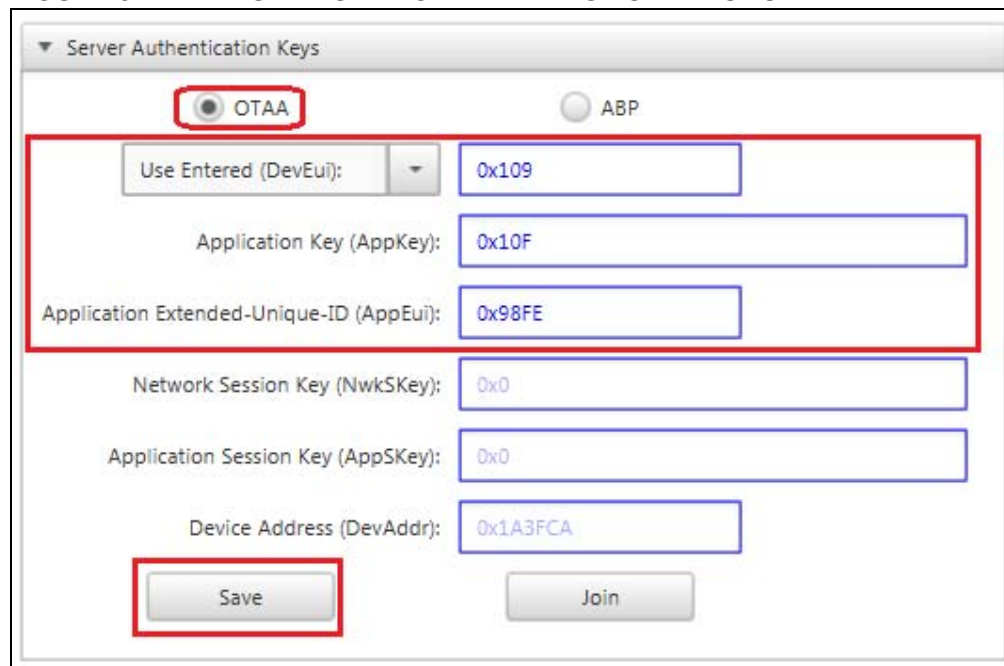 Server Authentication Keys
OTAA ABP
Use Entered (DevEui): 0x109
Application Key (AppKey): 0x10F
Application Extended-Unique-ID (AppEui): 0x98FE
Network Session Key (NwkSKey): 0x0
Application Session Key (AppSKey): 0x0
Device Address (DevAddr): 0x1A3FCA
Save Join